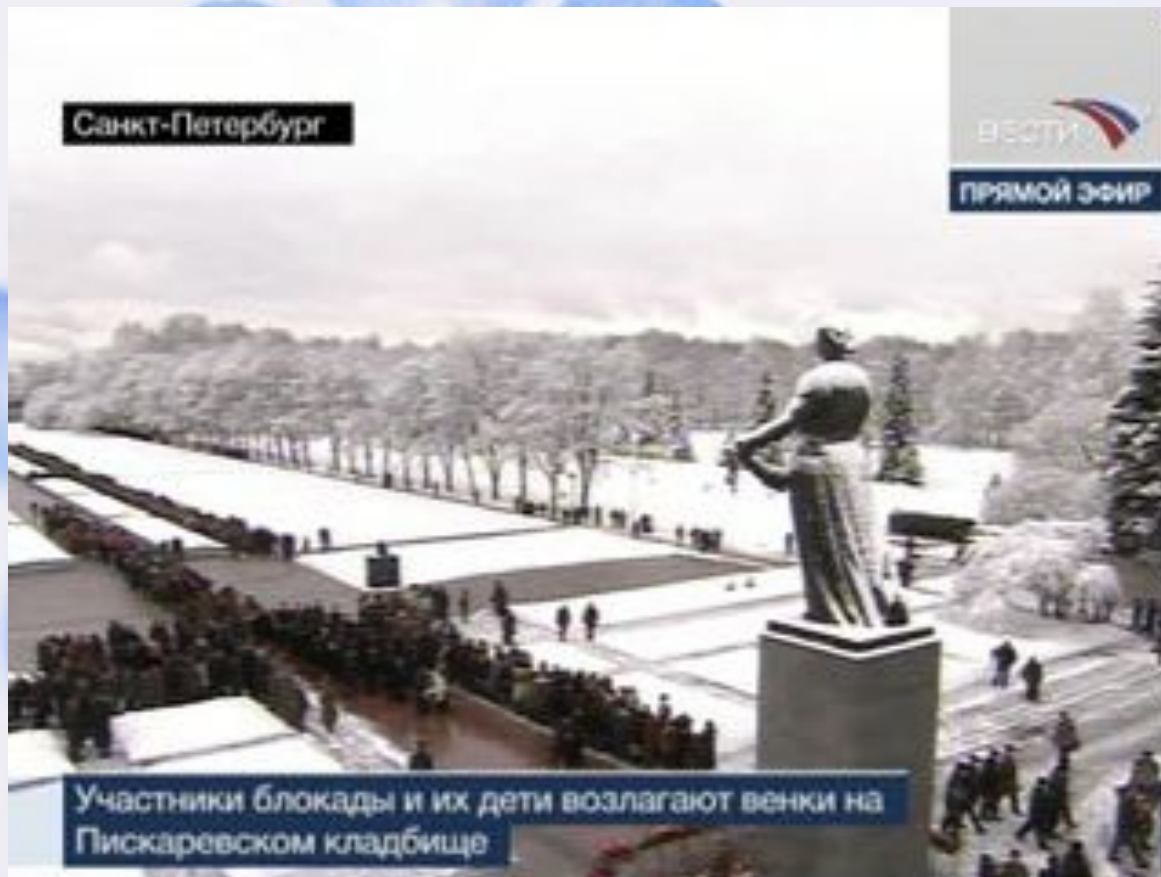 Санкт-Петербург
ВЕСТИ
ПРЯМОЙ ЭФИР
Участники блокады и их дети возлагают венки на
Пискаревском кладбище